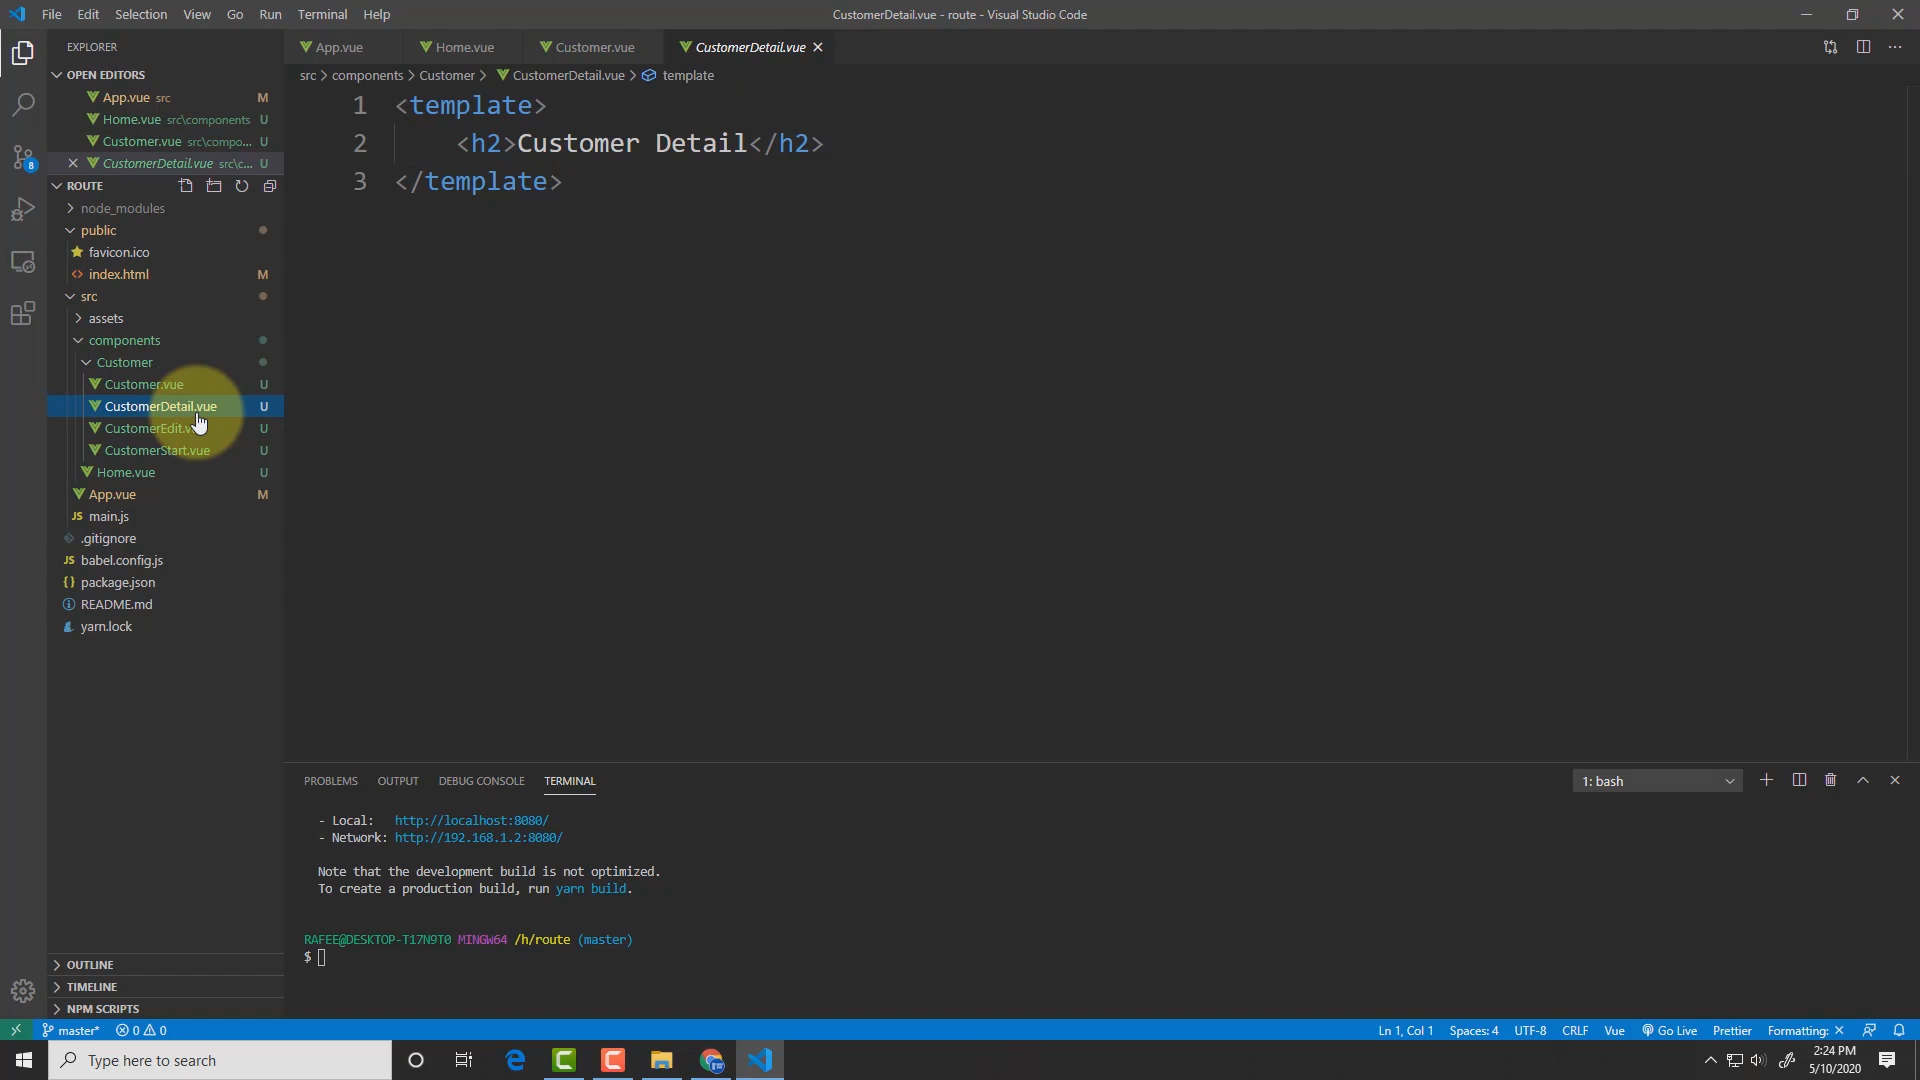 File Edit Selection View Go Run Terminal Help
CustomerDetail.vue - route - Visual Studio Code
EXPLORER
App.vue
Home.vue
Customer.vue
CustomerDetail.vue
OPEN EDITORS
App.vue src M
Home.vue src\components U
Customer.vue src\compo... U
CustomerDetail.vue src\c... U
ROUTE
node_modules
public
favicon.ico
index.html M
src
assets
components
Customer
Customer.vue U
CustomerDetail.vue U
CustomerEdit.v U
CustomerStart.vue U
Home.vue U
App.vue M
JS main.js
.gitignore
JS babel.config.js
{} package.json
README.md
yarn.lock
OUTLINE
TIMELINE
NPM SCRIPTS
src > components > Customer > CustomerDetail.vue > template
1 <template>
2 <h2>Customer Detail</h2>
3 </template>
PROBLEMS OUTPUT DEBUG CONSOLE TERMINAL
1: bash
- Local: http://localhost:8080/
- Network: http://192.168.1.2:8080/
Note that the development build is not optimized.
To create a production build, run yarn build.
RAFEE@DESKTOP-T17N9T0 MINGW64 /h/route (master)
$
8
master* 0 0
Ln 1, Col 1 Spaces: 4 UTF-8 CRLF Vue Go Live Prettier Formatting: ×
Type here to search
2:24 PM
5/10/2020